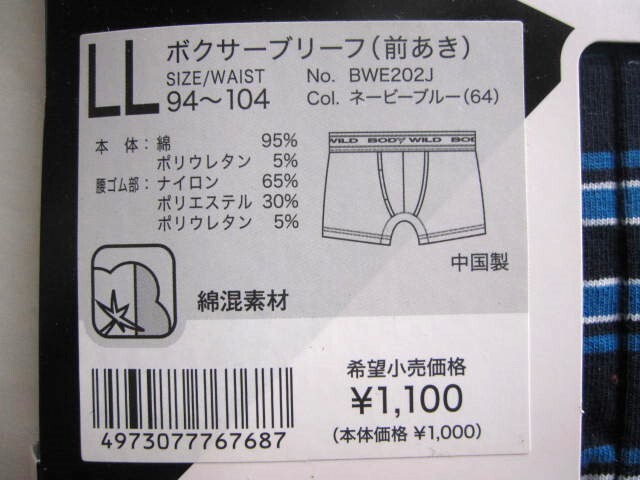 LL
ボクサーブリーフ(前あき)
SIZE/WAIST
94〜104
No. BWE202J
Col. ネービーブルー(64)
本 体:綿 95%
ポリウレタン 5%
腰ゴム部:ナイロン 65%
ポリエステル 30%
ポリウレタン 5%
WILD BODY WILD BOD
中国製
綿混素材
希望小売価格
¥1,100
(本体価格 ¥1,000)
4973077767687